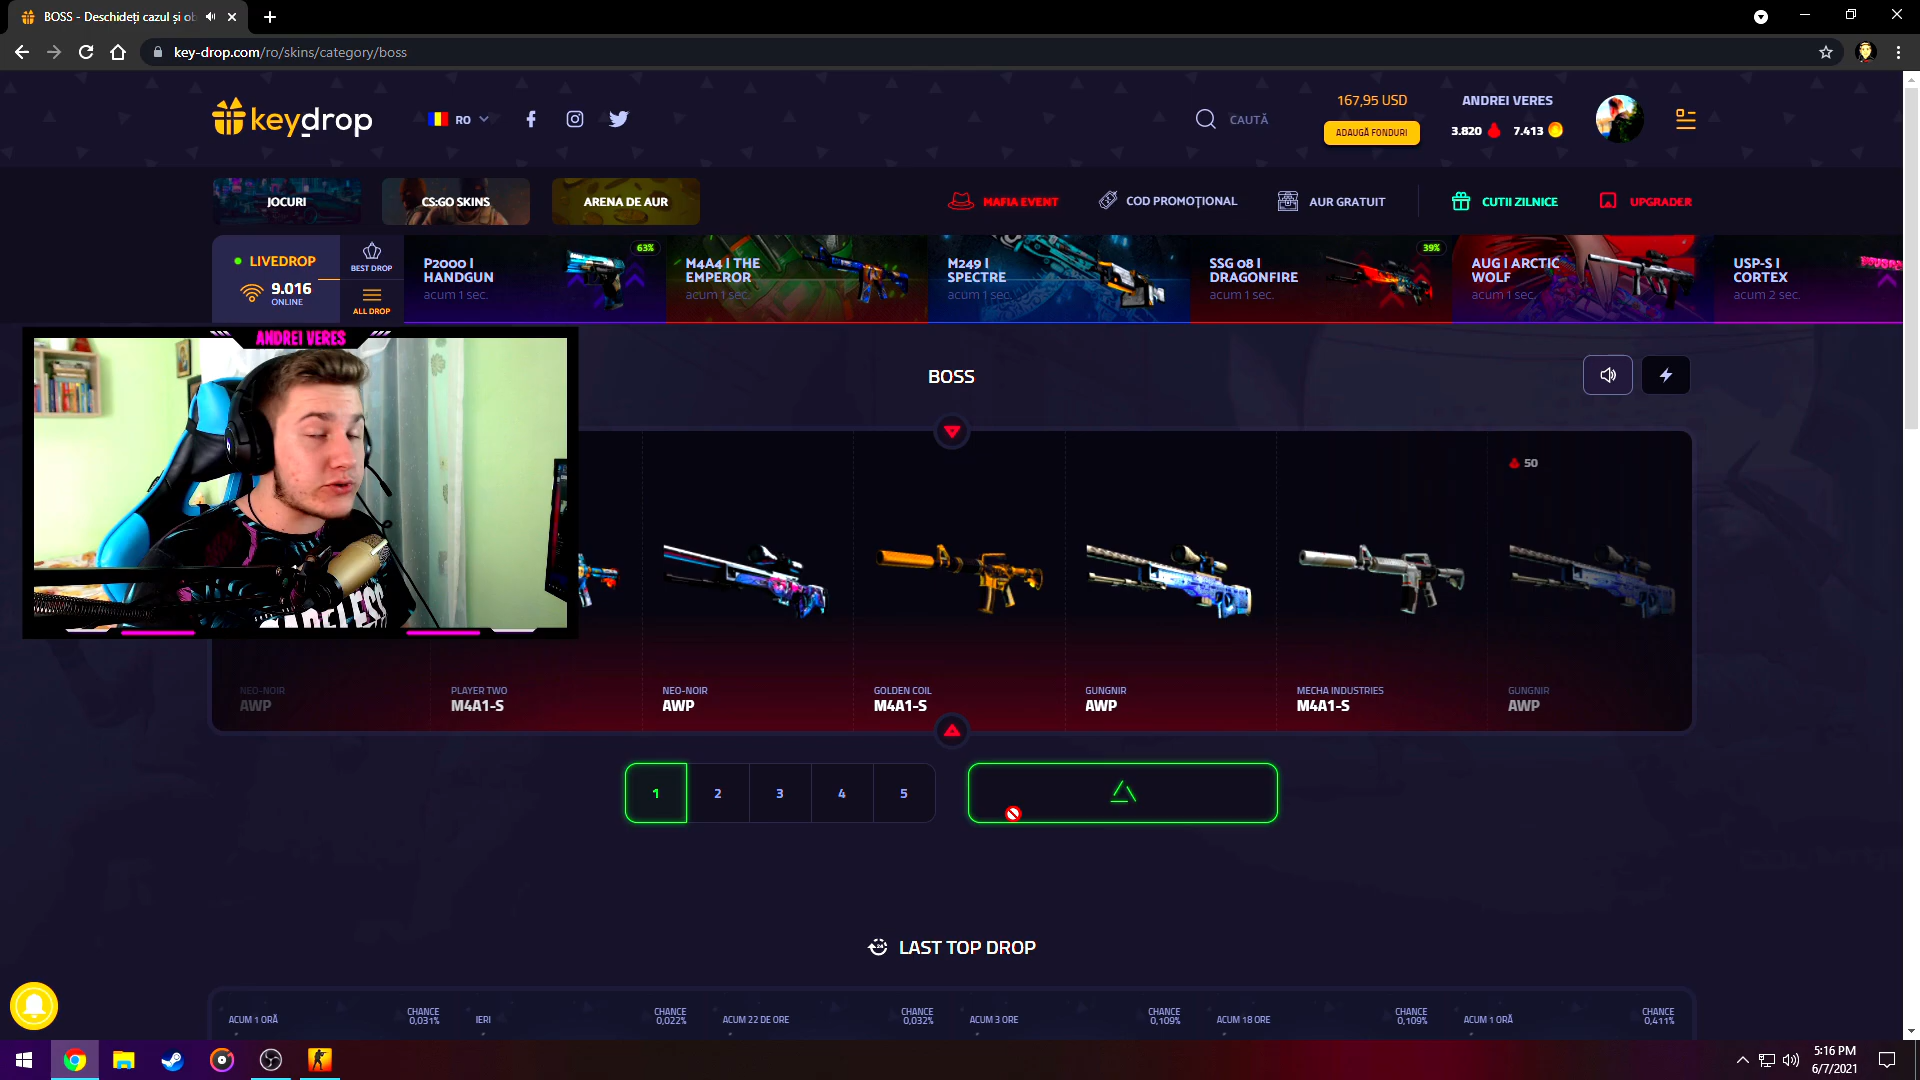 BOSS - Deschideți cazul și ob
key-drop.com/ro/skins/category/boss
keydrop
RO
CAUTĂ
167,95 USD
ADAUGĂ FONDURI
ANDREI VERES
3.820 7.413
JOCURI
CS:GO SKINS
ARENA DE AUR
MAFIA EVENT
COD PROMOȚIONAL
AUR GRATUIT
CUTII ZILNICE
UPGRADER
LIVEDROP
9.016
ONLINE
BEST DROP
ALL DROP
P2000 |
HANDGUN
acum 1 sec.
63%
M4A4 | THE
EMPEROR
acum 1 sec.
M249 |
SPECTRE
acum 1 sec.
SSG 08 |
DRAGONFIRE
acum 1 sec.
39%
AUG | ARCTIC
WOLF
acum 1 sec.
USP-S |
CORTEX
acum 2 sec.
ANDREI VERES
BOSS
50
NEO-NOIR
AWP
PLAYER TWO
M4A1-S
NEO-NOIR
AWP
GOLDEN COIL
M4A1-S
GUNGNIR
AWP
MECHA INDUSTRIES
M4A1-S
GUNGNIR
AWP
1 2 3 4 5
LAST TOP DROP
ACUM 1 ORĂ
CHANCE
0,031%
IERI
CHANCE
0,022%
ACUM 22 DE ORE
CHANCE
0,032%
ACUM 3 ORE
CHANCE
0,109%
ACUM 18 ORE
CHANCE
0,109%
ACUM 1 ORĂ
CHANCE
0,411%
5:16 PM
6/7/2021